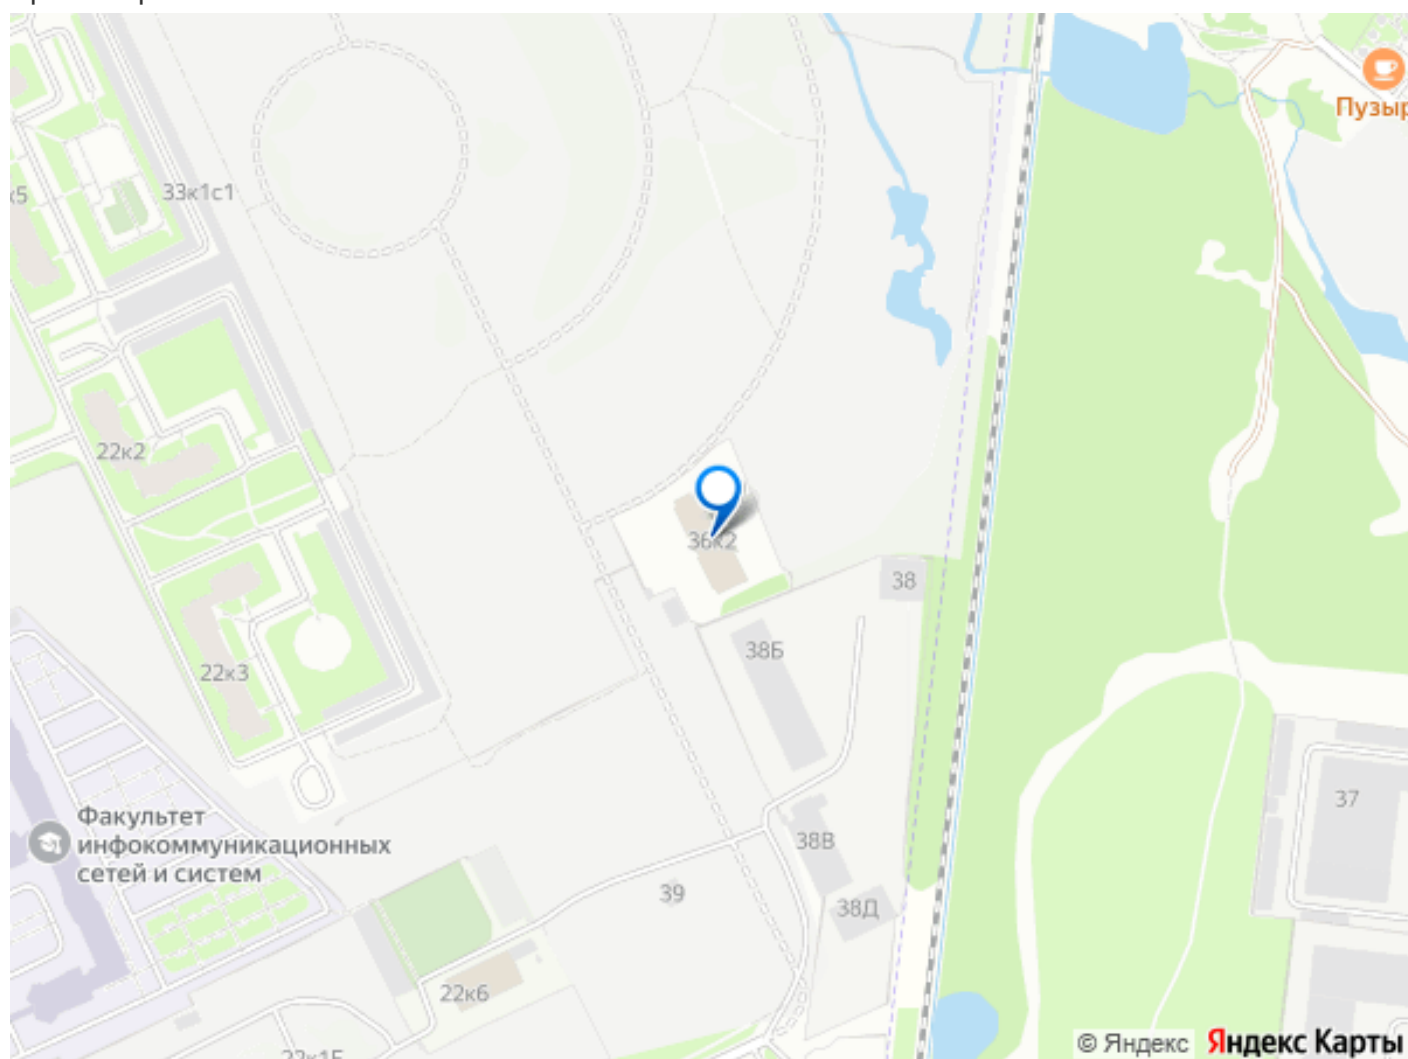 Пузыр
33к1с1
к5
22к2
36к2
38
38Б
22к3
37
Факультет
инфокоммуникационных
сетей и систем
38В
39
38Д
22к6
© Яндекс Яндекс Карты